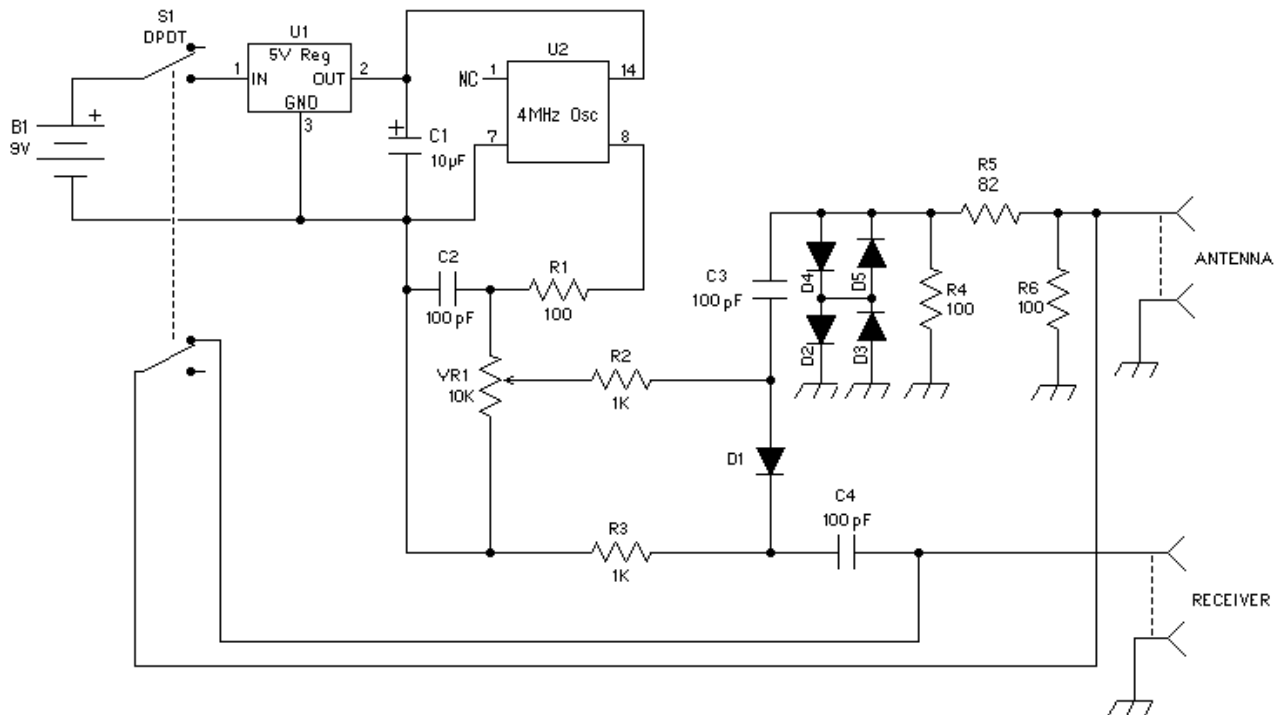 S1
DPDT
U1
5V Reg
1
IN
OUT
2
GND
3
B1
9V
+
+
C1
10µF
U2
NC
1
14
4MHz Osc
7
8
C2
100 pF
R1
100
VR1
10K
R2
1K
R3
1K
C3
100 pF
D4
D5
D2
D3
R4
100
R5
82
R6
100
ANTENNA
D1
C4
100 pF
RECEIVER